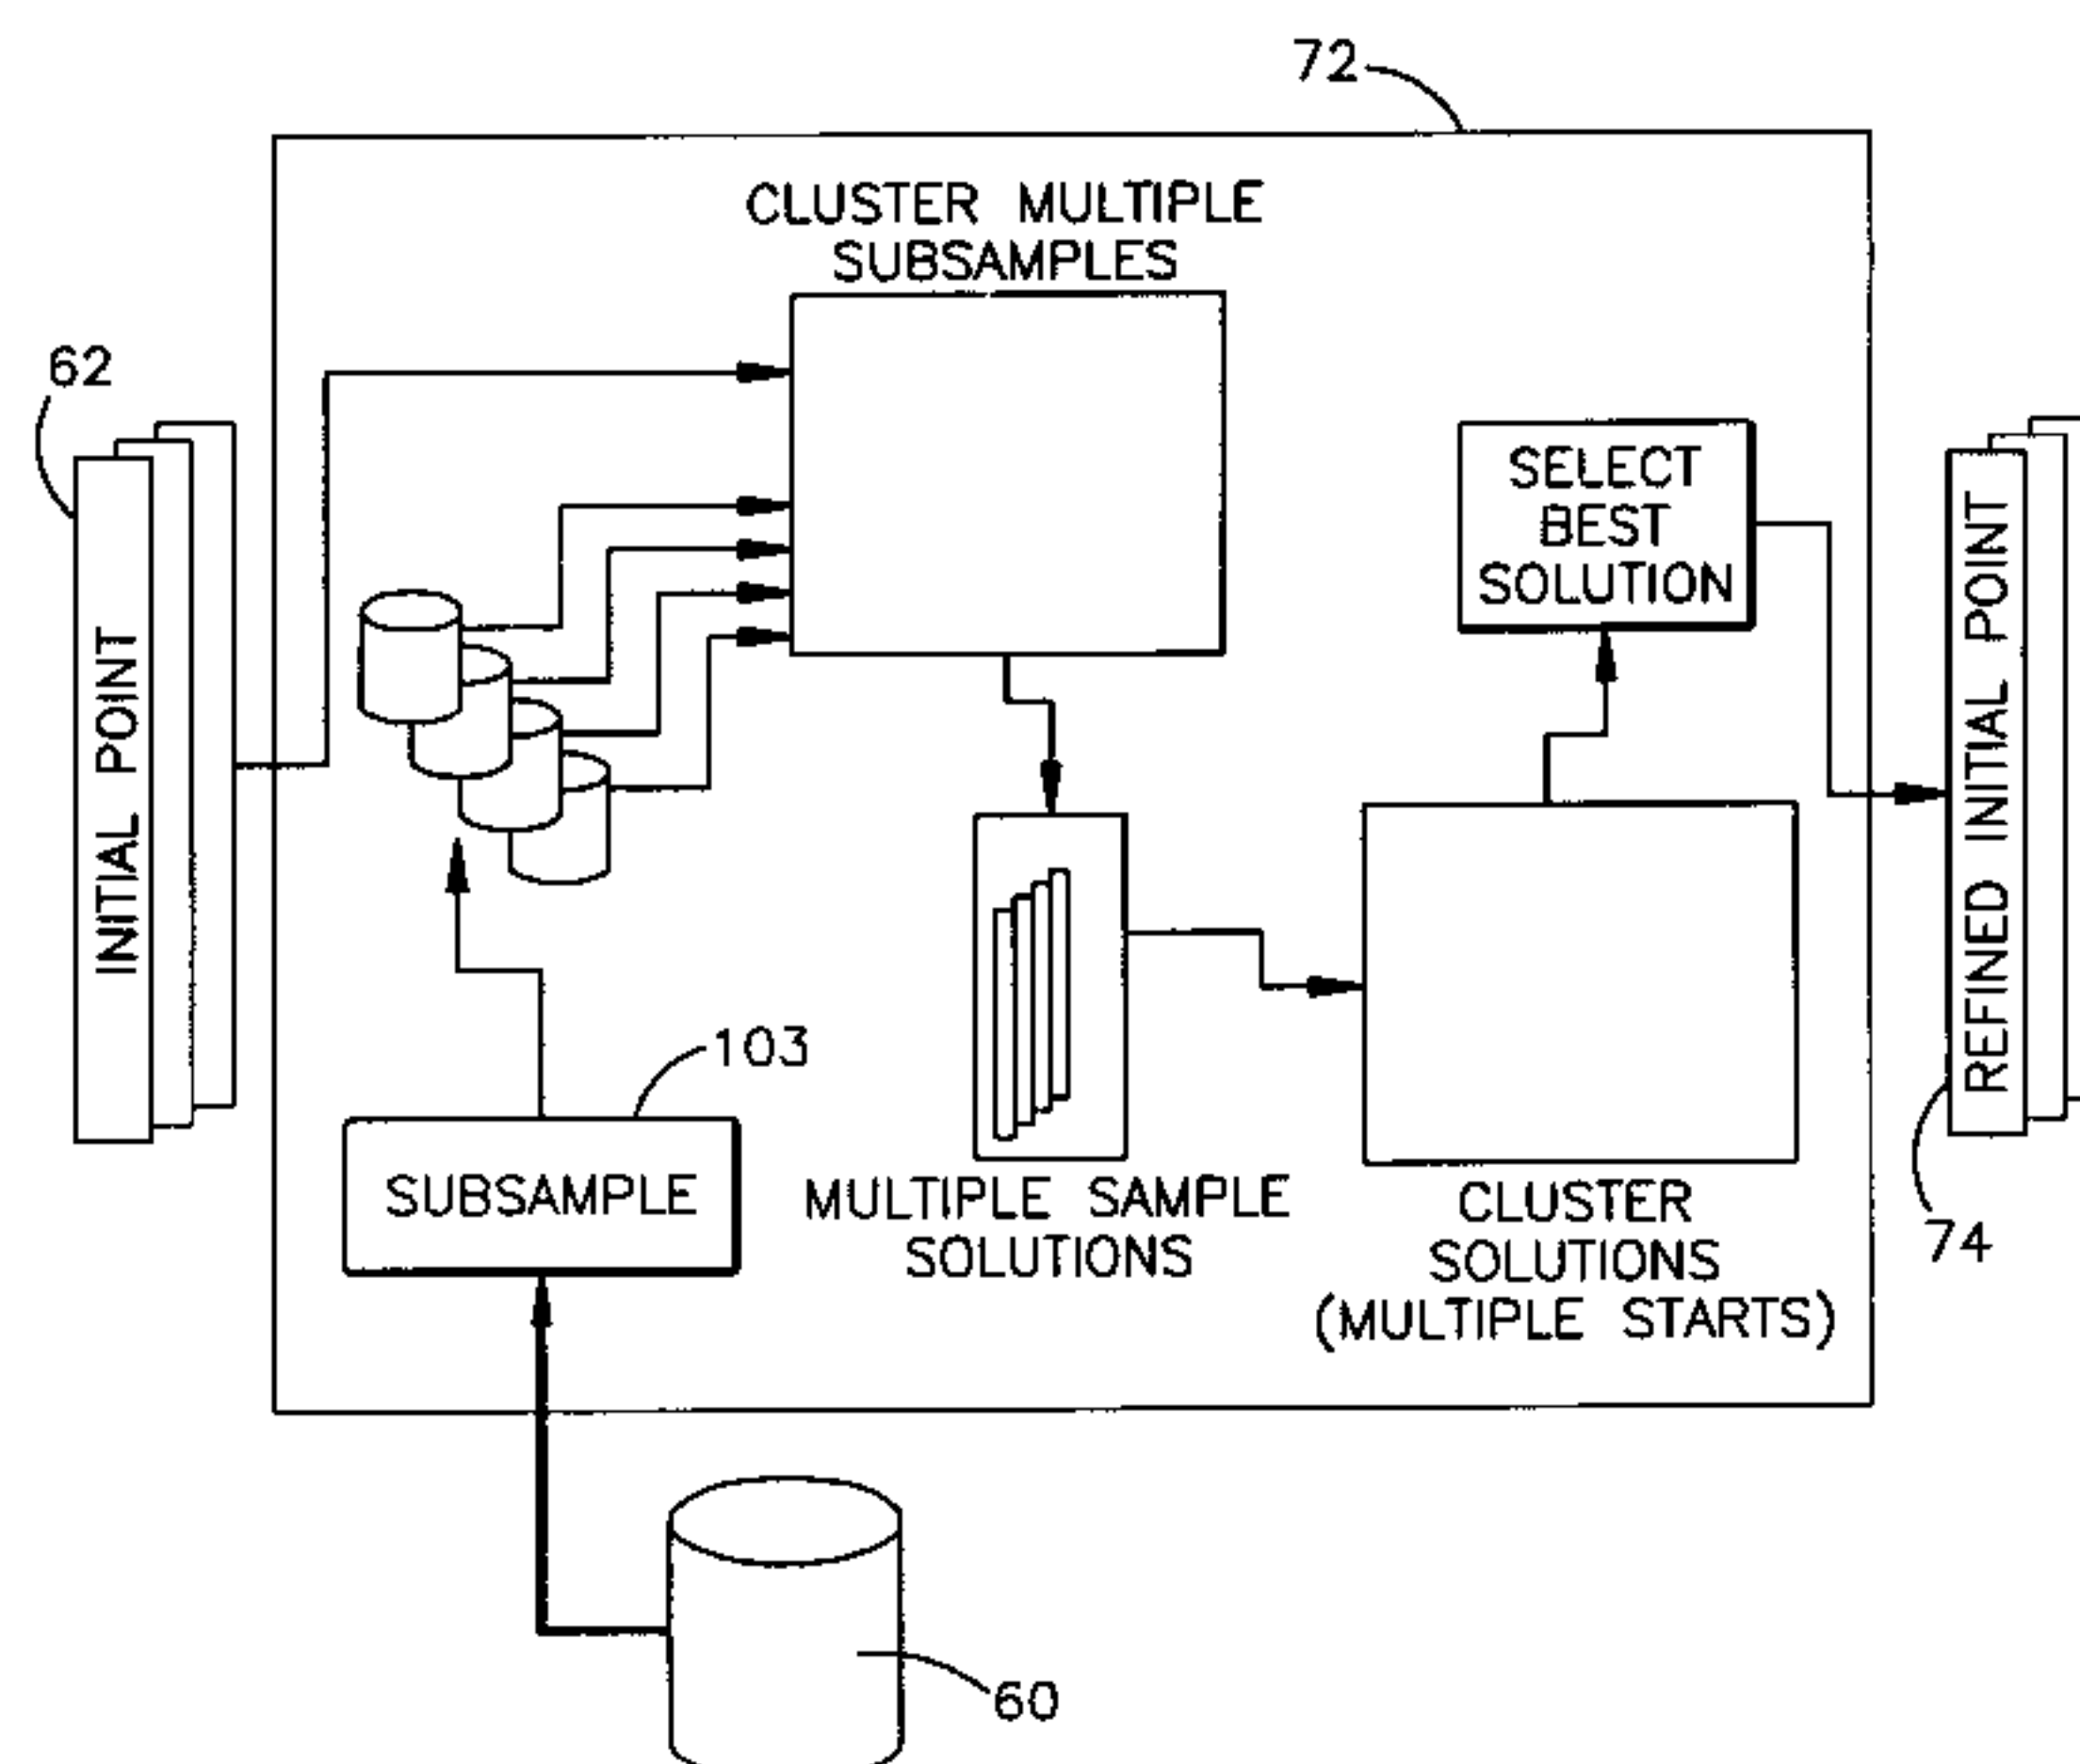 72
CLUSTER MULTIPLE
SUBSAMPLES
62
INITIAL POINT
SELECT
BEST
SOLUTION
REFINED INITIAL POINT
103
SUBSAMPLE
MULTIPLE SAMPLE
SOLUTIONS
CLUSTER
SOLUTIONS
(MULTIPLE STARTS)
74
60